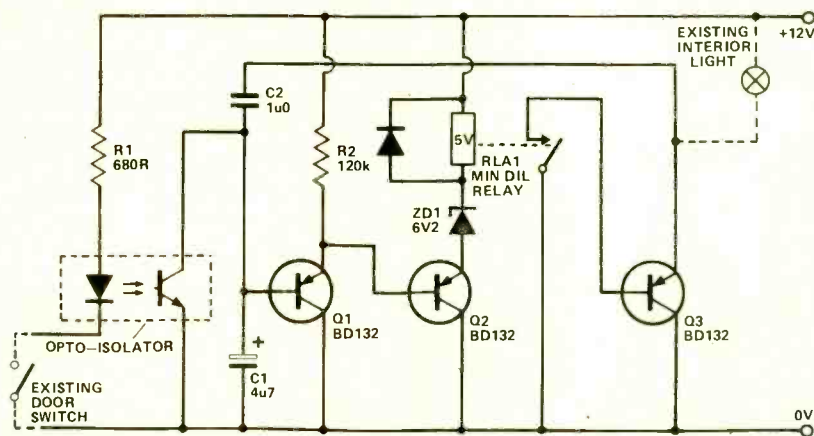 +12V
EXISTING
INTERIOR
LIGHT
C2
1u0
R1
680R
R2
120k
5V
RLA1
MIN DIL
RELAY
ZD1
6V2
OPTO-ISOLATOR
Q1
BD132
Q2
BD132
Q3
BD132
+
C1
4u7
EXISTING
DOOR
SWITCH
0V